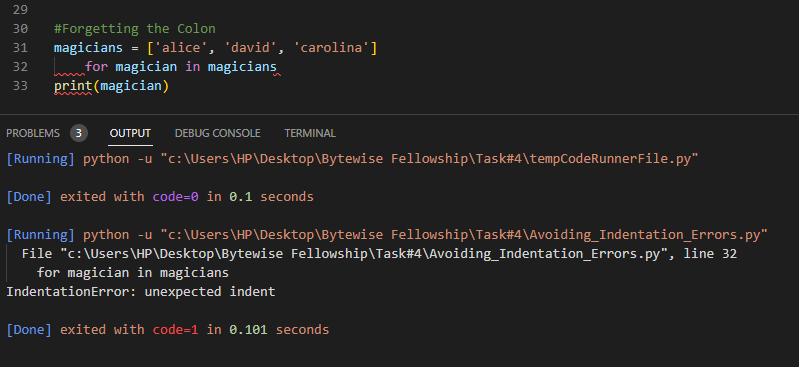 29
30 #Forgetting the Colon
31 magicians = ['alice', 'david', 'carolina']
32     for magician in magicians
33 print(magician)
PROBLEMS 3 OUTPUT DEBUG CONSOLE TERMINAL
[Running] python -u "c:\Users\HP\Desktop\Bytewise Fellowship\Task#4\tempCodeRunnerFile.py"
[Done] exited with code=0 in 0.1 seconds
[Running] python -u "c:\Users\HP\Desktop\Bytewise Fellowship\Task#4\Avoiding_Indentation_Errors.py"
  File "c:\Users\HP\Desktop\Bytewise Fellowship\Task#4\Avoiding_Indentation_Errors.py", line 32
    for magician in magicians
IndentationError: unexpected indent
[Done] exited with code=1 in 0.101 seconds